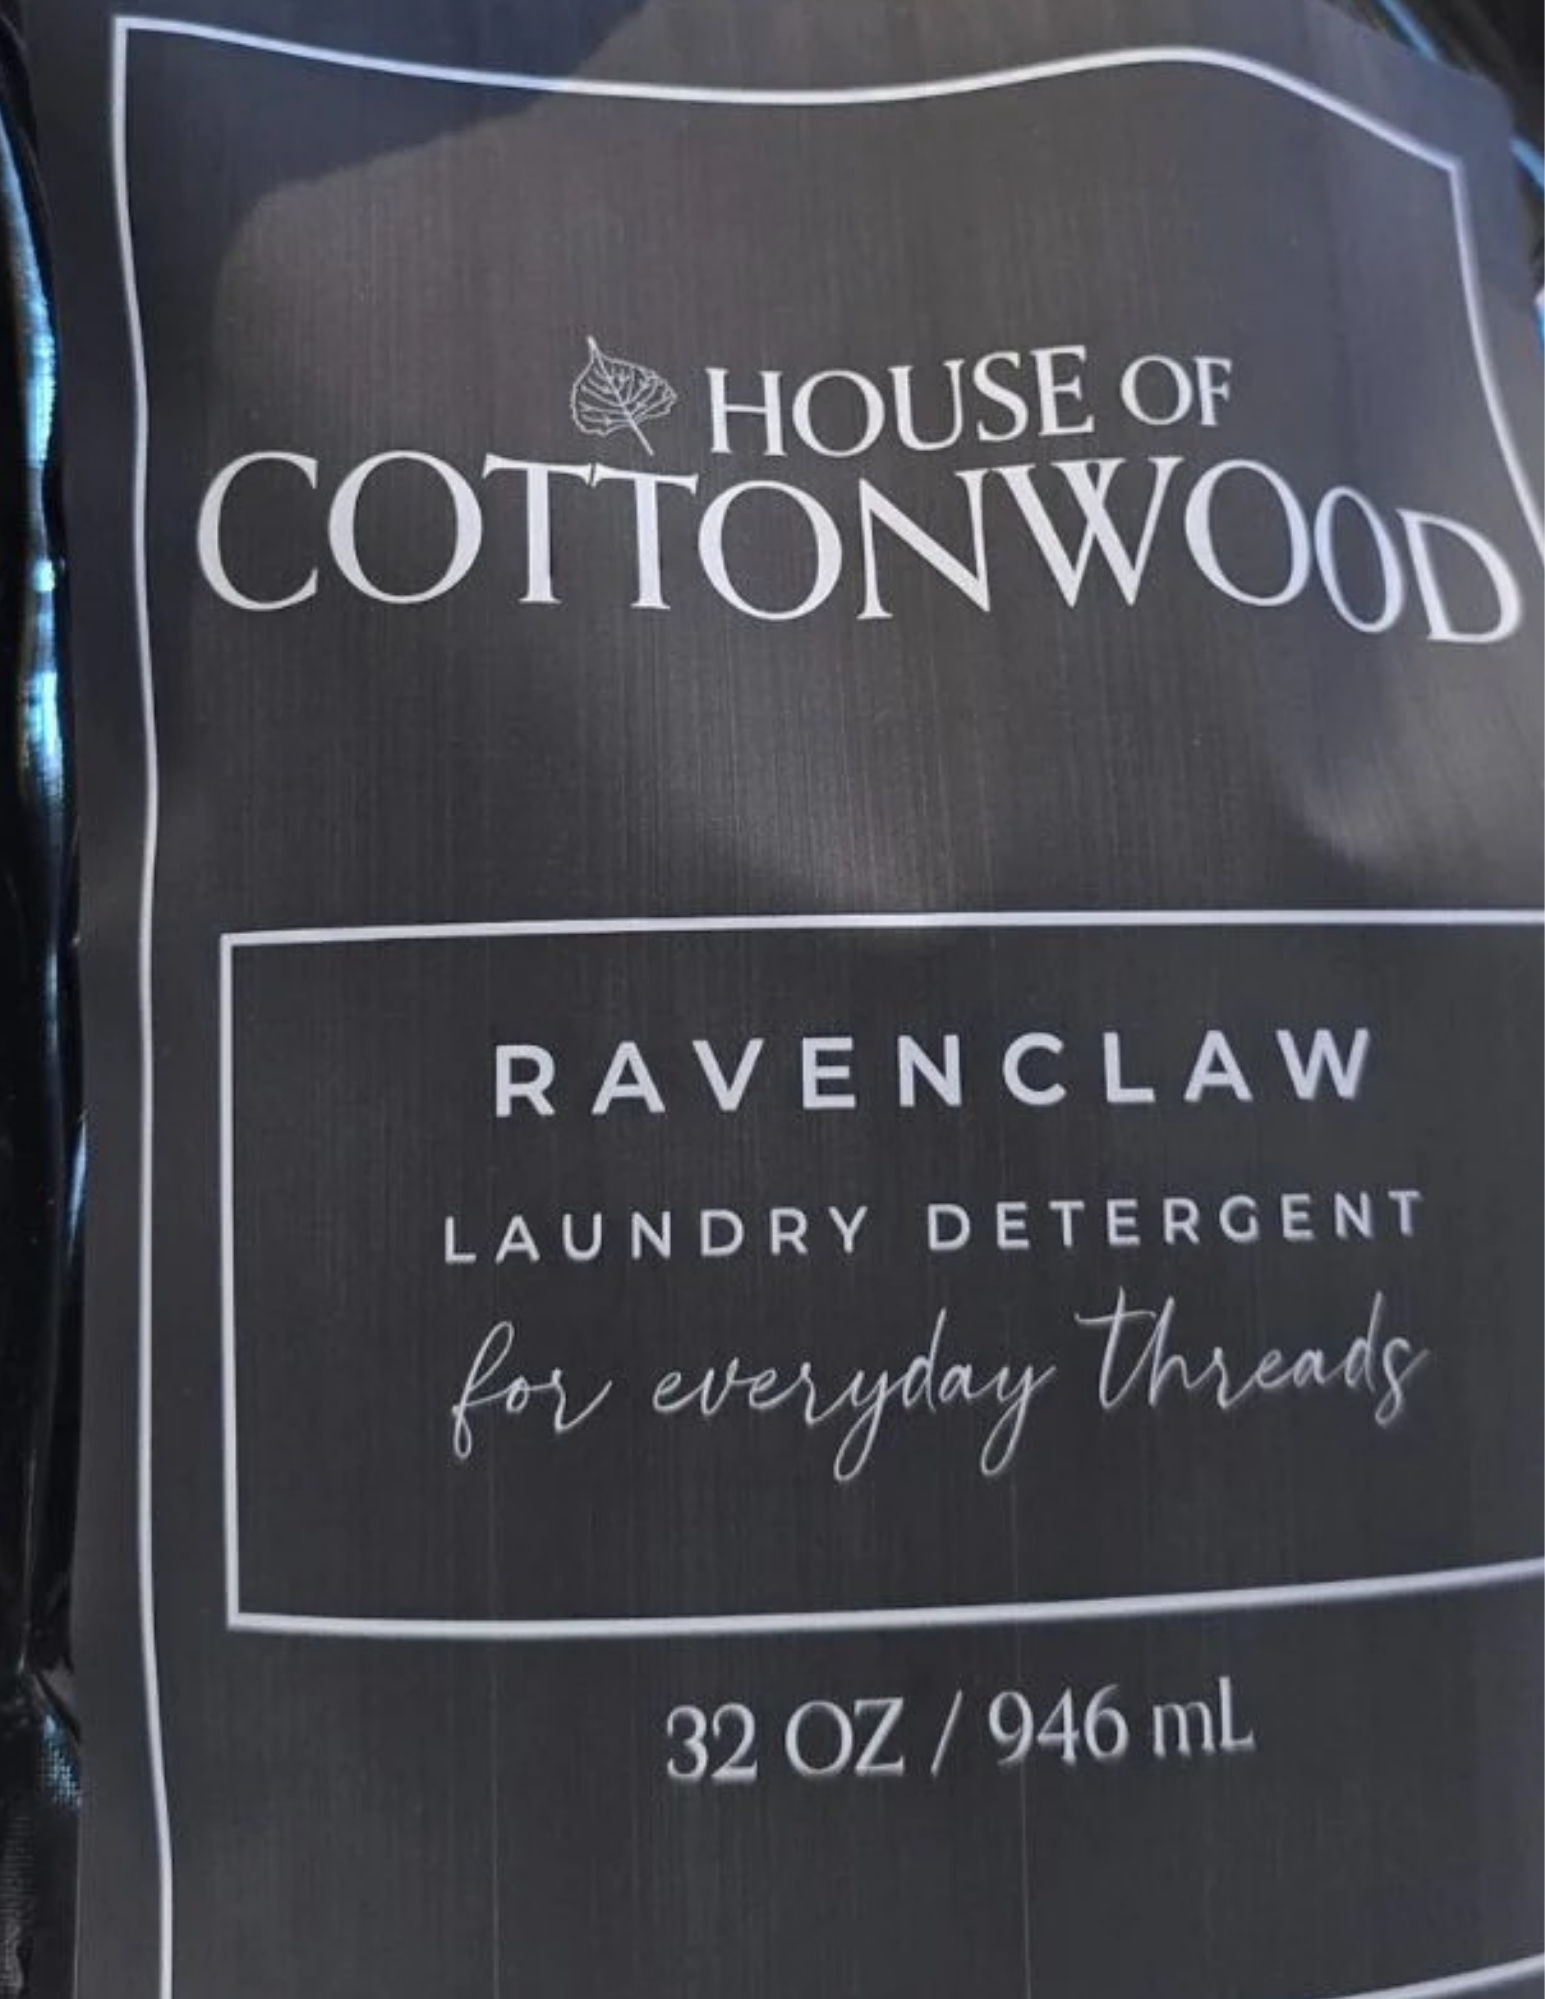 HOUSE OF
COTTONWOOD
RAVENCLAW
LAUNDRY DETERGENT
for everyday threads
32 OZ / 946 mL